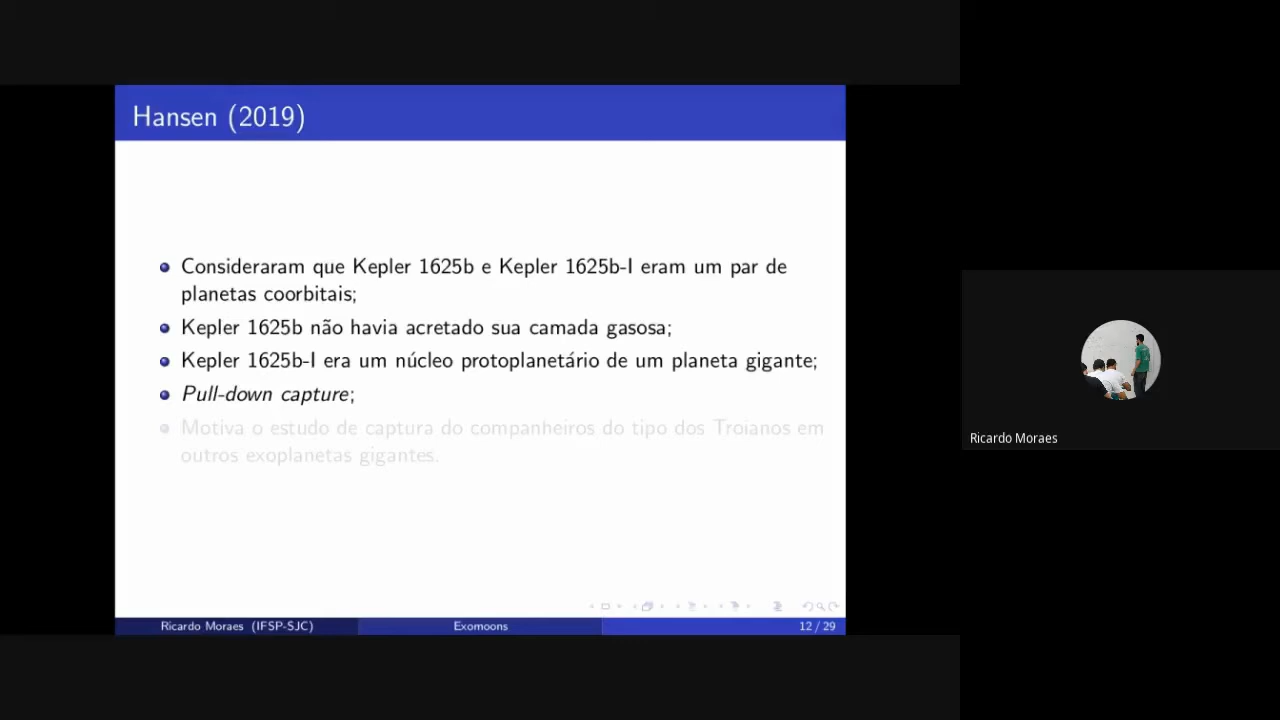 Hansen (2019)
Consideraram que Kepler 1625b e Kepler 1625b-I eram um par de
planetas coorbitais;
Kepler 1625b não havia acretado sua camada gasosa;
Kepler 1625b-I era um núcleo protoplanetário de um planeta gigante;
Pull-down capture;
Motiva o estudo de captura do companheiros do tipo dos Troianos em
outros exoplanetas gigantes.
Ricardo Moraes (IFSP-SJC) Exomoons 12 / 29
Ricardo Moraes